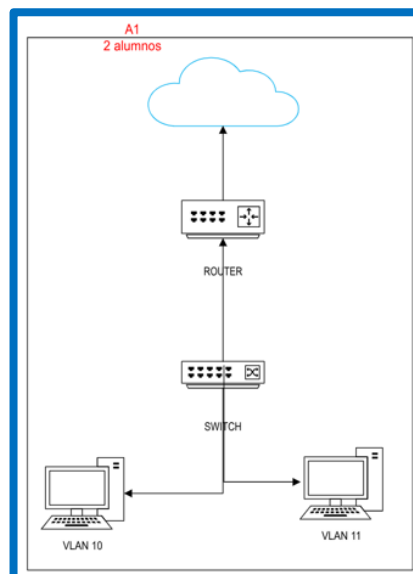 A1
2 alumnos
ROUTER
SWITCH
VLAN 10
VLAN 11